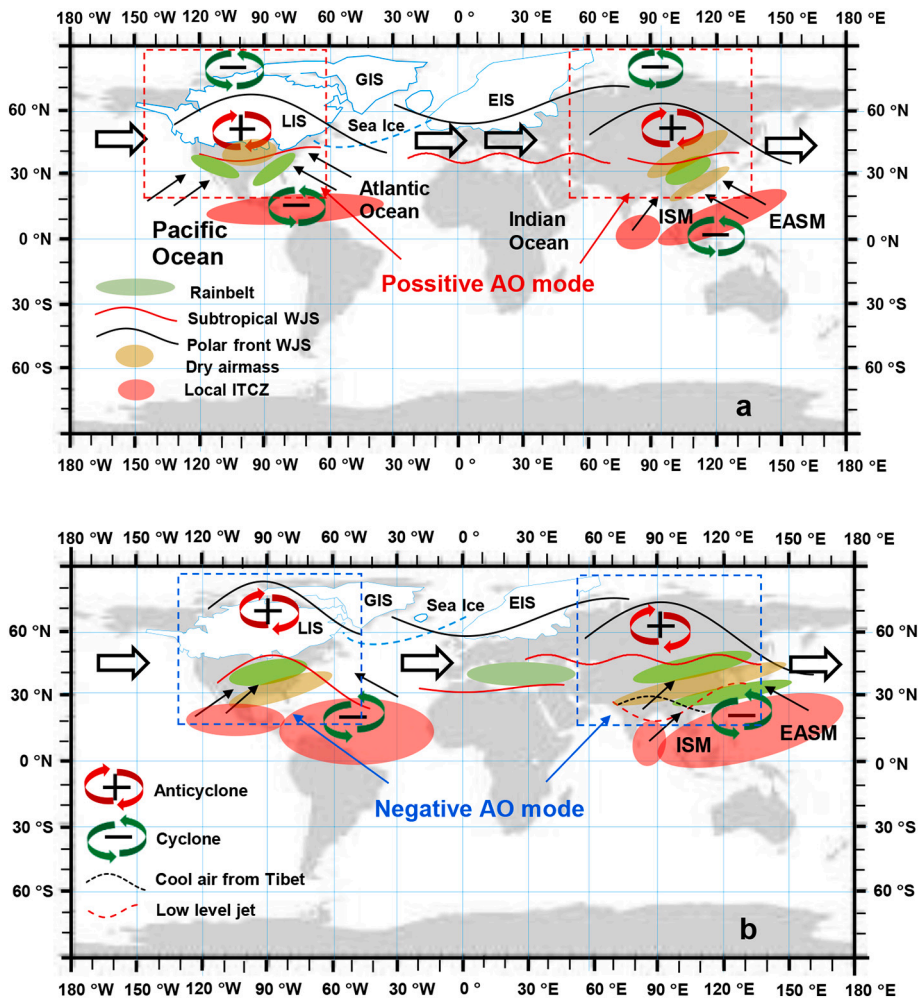 180 °W 150 °W 120 °W 90 °W 60 °W 30 °W 0 ° 30 °E 60 °E 90 °E 120 °E 150 °E 180 °E
GIS
60 °N
LIS
EIS
60 °N
Sea Ice
30 °N
30 °N
Atlantic
Ocean
ISM
EASM
Indian
Ocean
Pacific
Ocean
0 °N
0 °N
Possitive AO mode
Rainbelt
30 °S
Subtropical WJS
30 °S
Polar front WJS
60 °S
Dry airmass
60 °S
Local ITCZ
a
180 °W 150 °W 120 °W 90 °W 60 °W 30 °W 0 ° 30 °E 60 °E 90 °E 120 °E 150 °E 180 °E
180 °W 150 °W 120 °W 90 °W 60 °W 30 °W 0 ° 30 °E 60 °E 90 °E 120 °E 150 °E 180 °E
GIS
Sea Ice
EIS
60 °N
LIS
60 °N
30 °N
30 °N
ISM
EASM
0 °N
0 °N
Anticyclone
Negative AO mode
30 °S
Cyclone
30 °S
60 °S
Cool air from Tibet
60 °S
Low level jet
b
180 °W 150 °W 120 °W 90 °W 60 °W 30 °W 0 ° 30 °E 60 °E 90 °E 120 °E 150 °E 180 °E